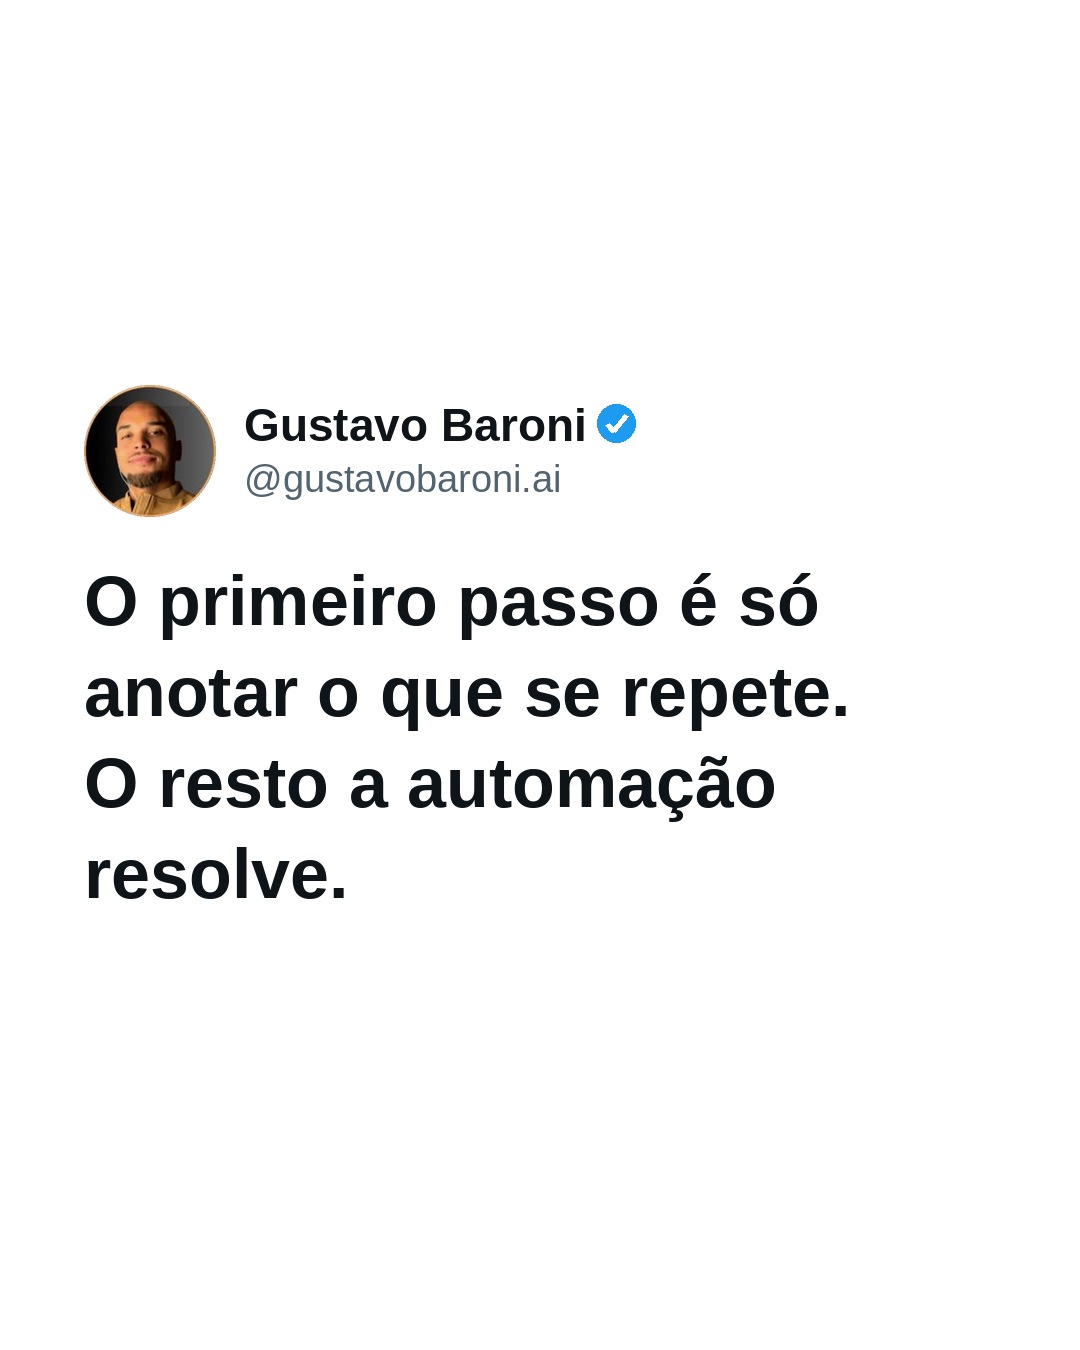 Gustavo Baroni
@gustavobaroni.ai
O primeiro passo é só
anotar o que se repete.
O resto a automação
resolve.